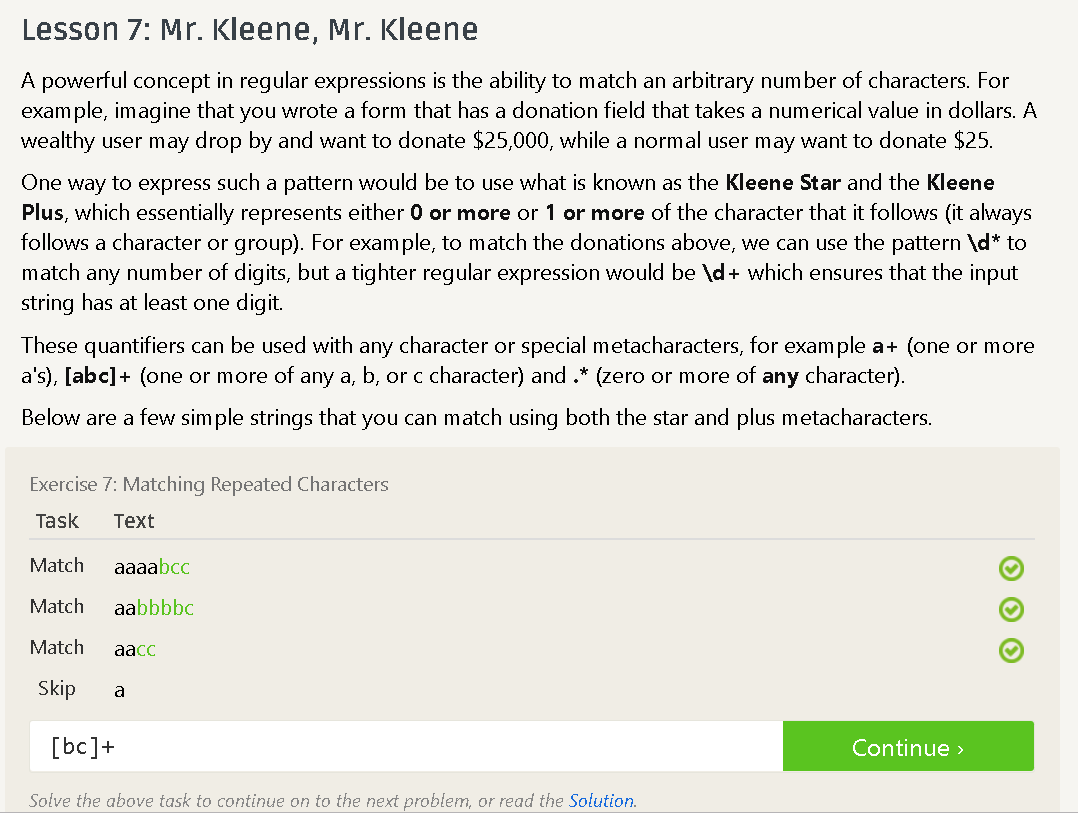 Lesson 7: Mr. Kleene, Mr. Kleene
A powerful concept in regular expressions is the ability to match an arbitrary number of characters. For
example, imagine that you wrote a form that has a donation field that takes a numerical value in dollars. A
wealthy user may drop by and want to donate $25,000, while a normal user may want to donate $25.
One way to express such a pattern would be to use what is known as the Kleene Star and the Kleene
Plus, which essentially represents either 0 or more or 1 or more of the character that it follows (it always
follows a character or group). For example, to match the donations above, we can use the pattern \d* to
match any number of digits, but a tighter regular expression would be \d+ which ensures that the input
string has at least one digit.
These quantifiers can be used with any character or special metacharacters, for example a+ (one or more
a's), [abc]+ (one or more of any a, b, or c character) and .* (zero or more of any character).
Below are a few simple strings that you can match using both the star and plus metacharacters.
Exercise 7: Matching Repeated Characters
Task Text
Match aaaabcc
Match aabbbbc
Match aacc
Skip a
[bc]+ Continue ›
Solve the above task to continue on to the next problem, or read the Solution.